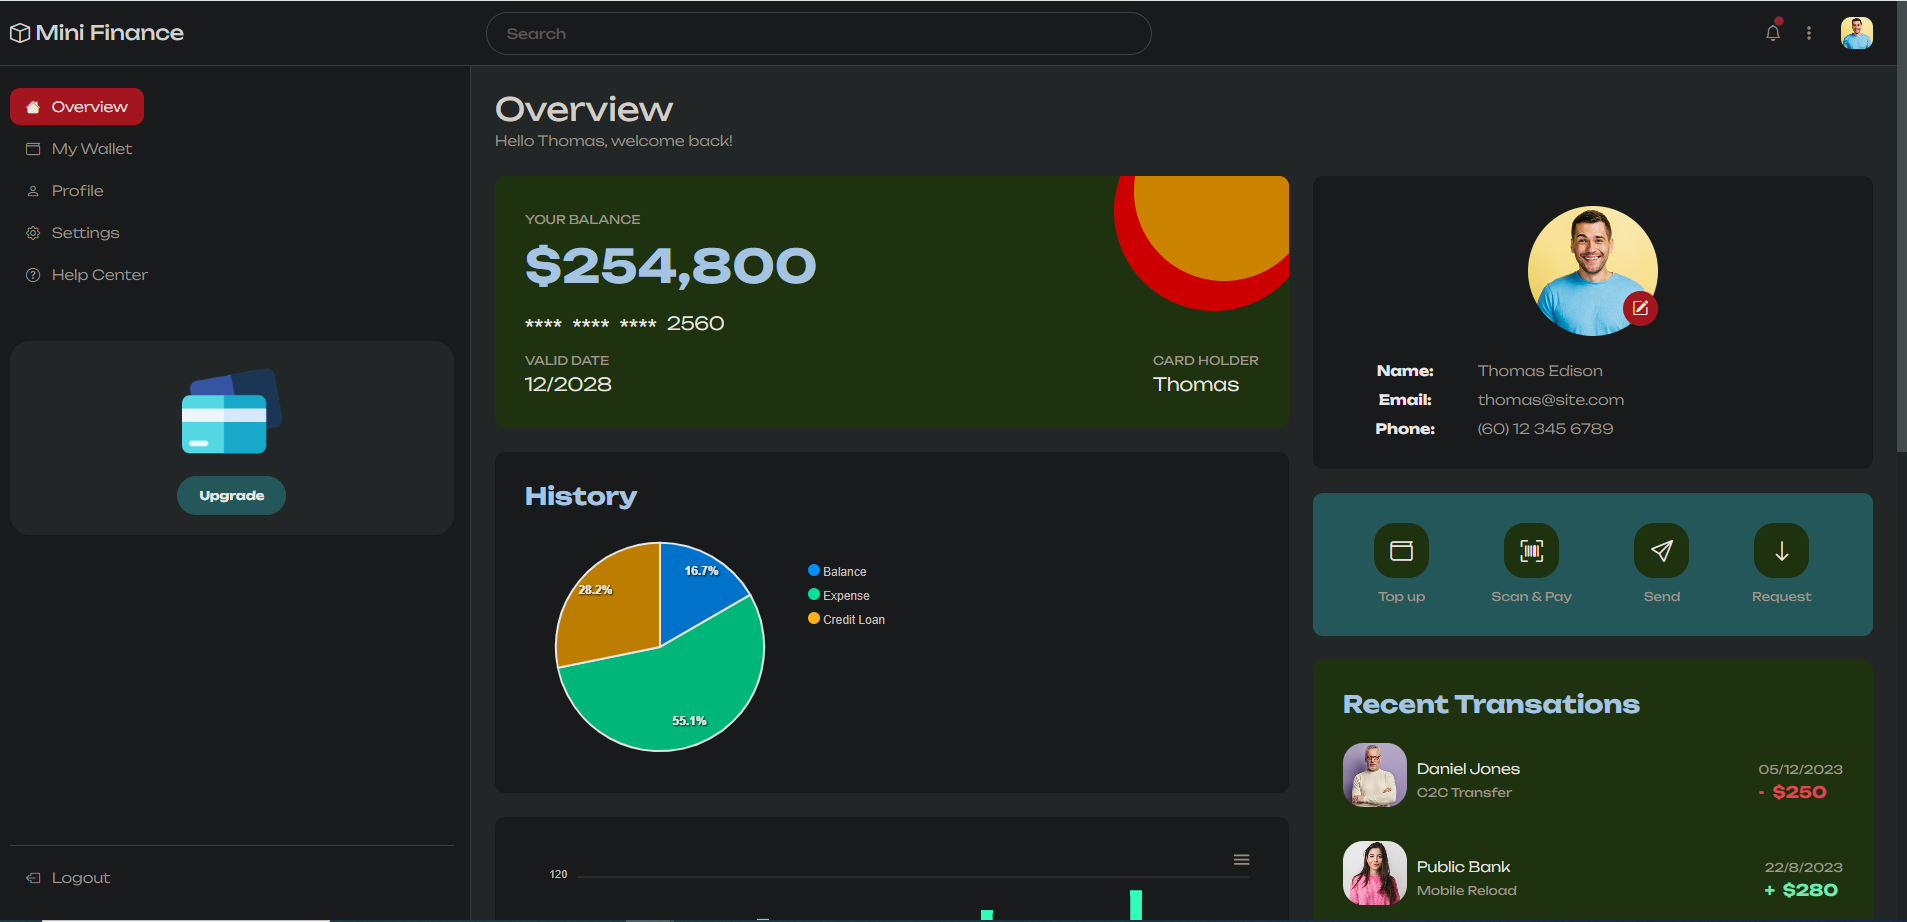 Mini Finance
Search
Overview
My Wallet
Profile
Settings
Help Center
Upgrade
Logout
Overview
Hello Thomas, welcome back!
YOUR BALANCE
$254,800
**** **** **** 2560
VALID DATE
12/2028
CARD HOLDER
Thomas
History
16.7%
28.2%
55.1%
Balance
Expense
Credit Loan
120
Name: Thomas Edison
Email: thomas@site.com
Phone: (60) 12 345 6789
Top up
Scan & Pay
Send
Request
Recent Transations
Daniel Jones
C2C Transfer
05/12/2023
- $250
Public Bank
Mobile Reload
22/8/2023
+ $280